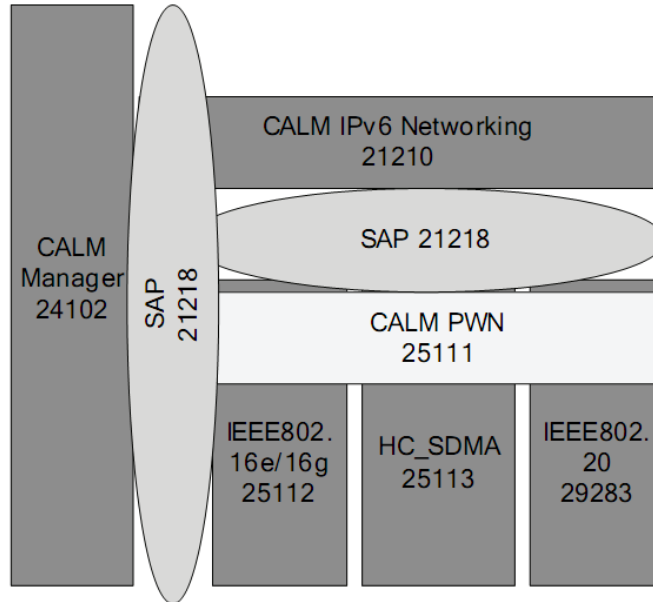 CALM IPv6 Networking
21210
SAP 21218
CALM
Manager
24102
SAP
21218
CALM PWN
25111
IEEE802.
16e/16g
25112
HC_SDMA
25113
IEEE802.
20
29283